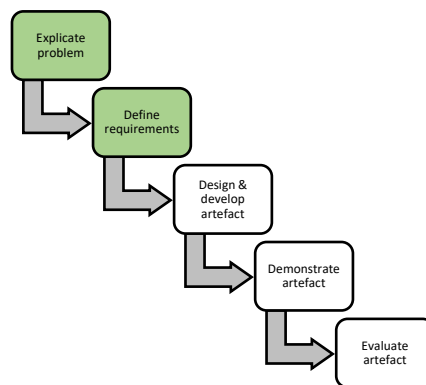 Explicate
problem
Define
requirements
Design &
develop
artefact
Demonstrate
artefact
Evaluate
artefact